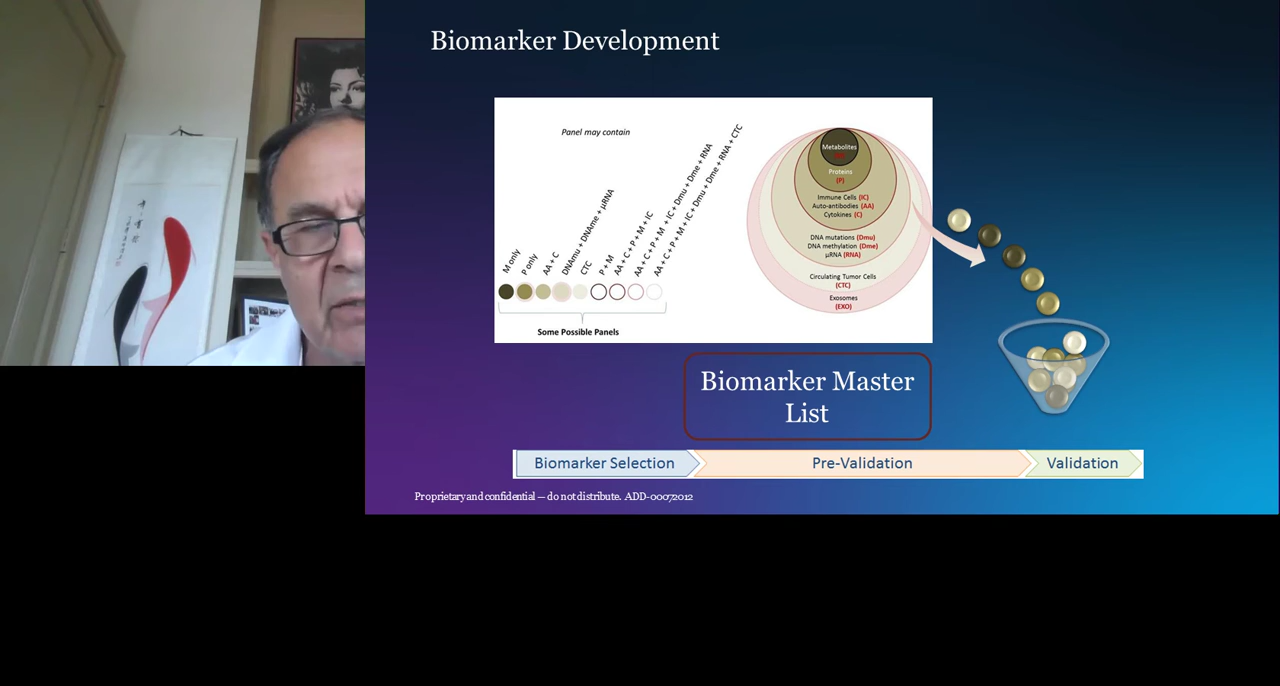 Biomarker Development
Panel may contain
M only
P only
AA + C
DNAmu + DNAme + µRNA
CTC
P + M
AA + C + P + M + IC
AA + C + P + M + IC + Dmu + Dme + RNA
AA + C + P + M + IC + Dmu + Dme + RNA + CTC
Some Possible Panels
Metabolites
Proteins
(P)
Immune Cells (IC)
Auto-antibodies (AA)
Cytokines (C)
DNA mutations (Dmu)
DNA methylation (Dme)
µRNA (RNA)
Circulating Tumor Cells
(CTC)
Exosomes
(EXO)
Biomarker Master
List
Biomarker Selection
Pre-Validation
Validation
Proprietary and confidential — do not distribute. ADD-00072012